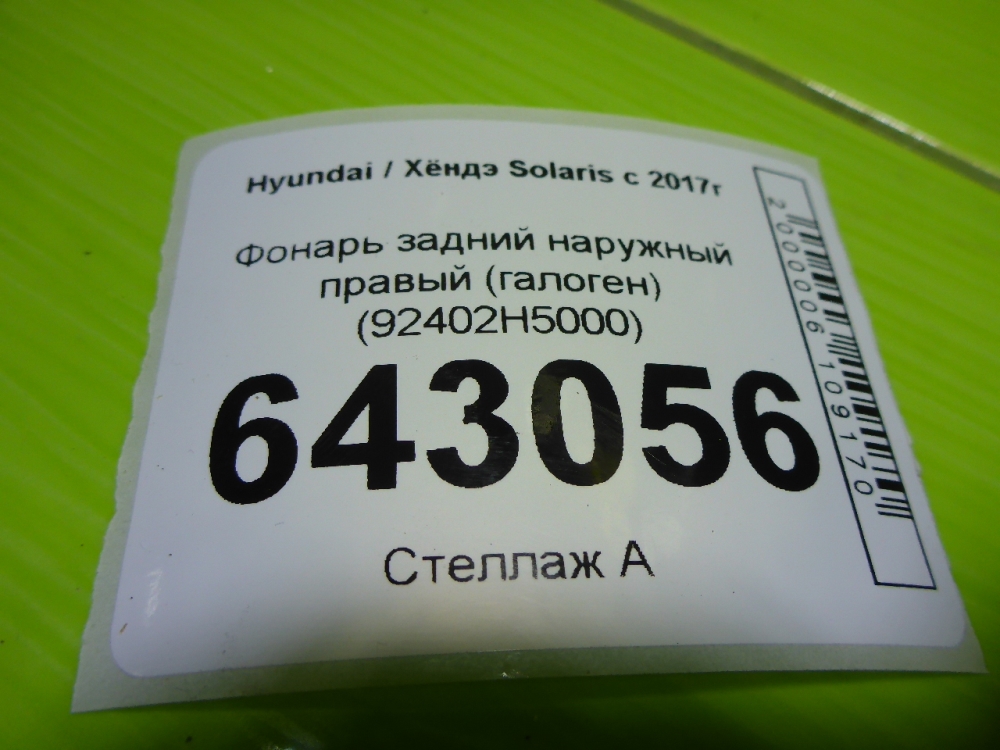 Hyundai / Хёндэ Solaris с 2017г
Фонарь задний наружный
правый (галоген)
(92402H5000)
643056
Стеллаж А
2000006109170